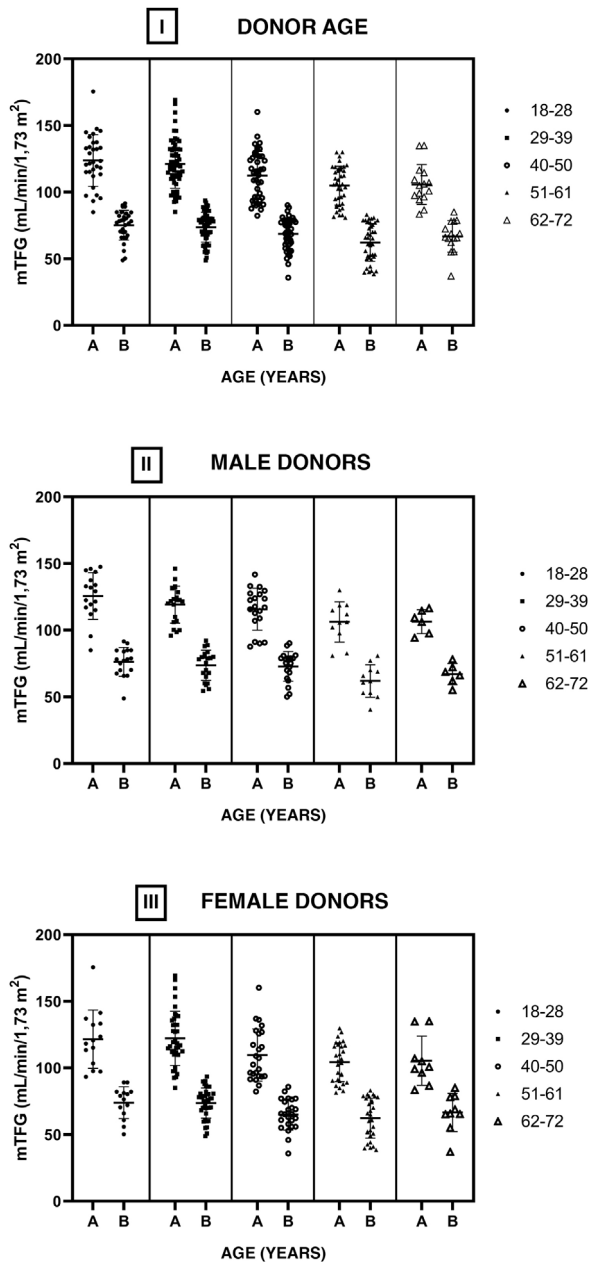 I DONOR AGE
200
150
100
50
0
mTFG (mL/min/1,73 m²)
A B A B A B A B A B
AGE (YEARS)
18-28
29-39
40-50
51-61
62-72
II MALE DONORS
200
150
100
50
0
mTFG (mL/min/1,73 m²)
A B A B A B A B A B
AGE (YEARS)
18-28
29-39
40-50
51-61
62-72
III FEMALE DONORS
200
150
100
50
0
mTFG (mL/min/1,73 m²)
A B A B A B A B A B
AGE (YEARS)
18-28
29-39
40-50
51-61
62-72